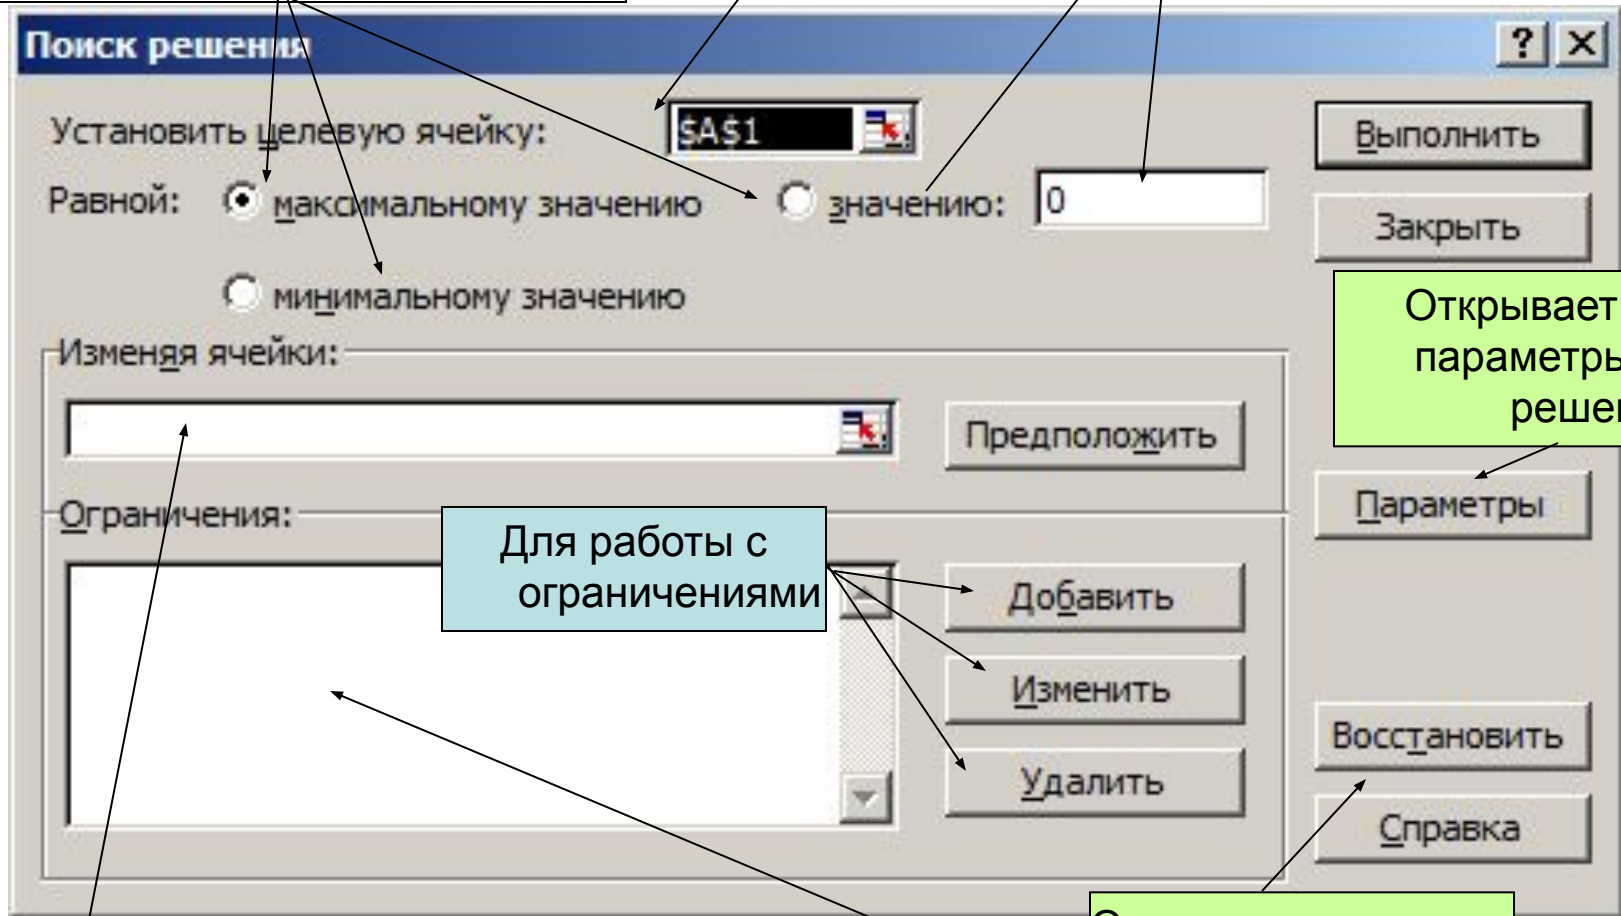 Поиск решения
Установить целевую ячейку:
$A$1
Выполнить
Равной:
максимальному значению
значению:
0
Закрыть
минимальному значению
Открывает
параметры
Изменяя ячейки:
Предположить
Параметры
Ограничения:
Для работы с
ограничениями
Добавить
Изменить
Удалить
Восстановить
Справка